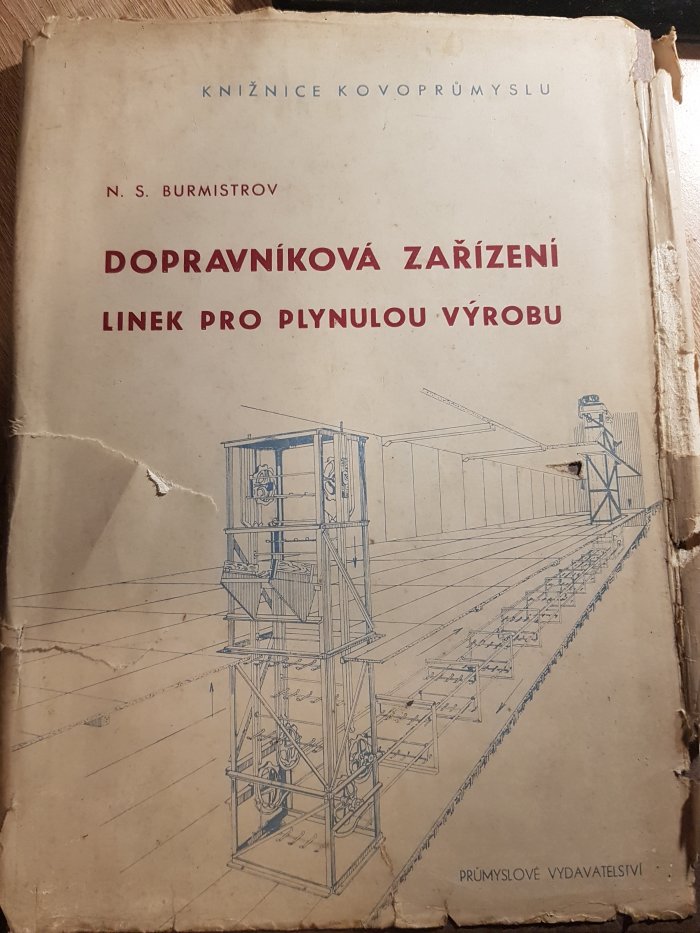 KNIŽNICE KOVOPRŮMYSLU
N. S. BURMISTROV
DOPRAVNÍKOVÁ ZAŘÍZENÍ
LINEK PRO PLYNULOU VÝROBU
PRŮMYSLOVÉ VYDAVATELSTVÍ